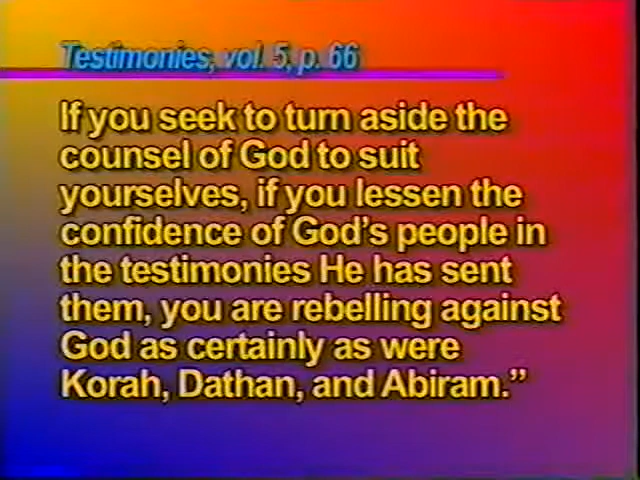 Testimonies, vol. 5, p. 66
If you seek to turn aside the
counsel of God to suit
yourselves, if you lessen the
confidence of God's people in
the testimonies He has sent
them, you are rebelling against
God as certainly as were
Korah, Dathan, and Abiram.”